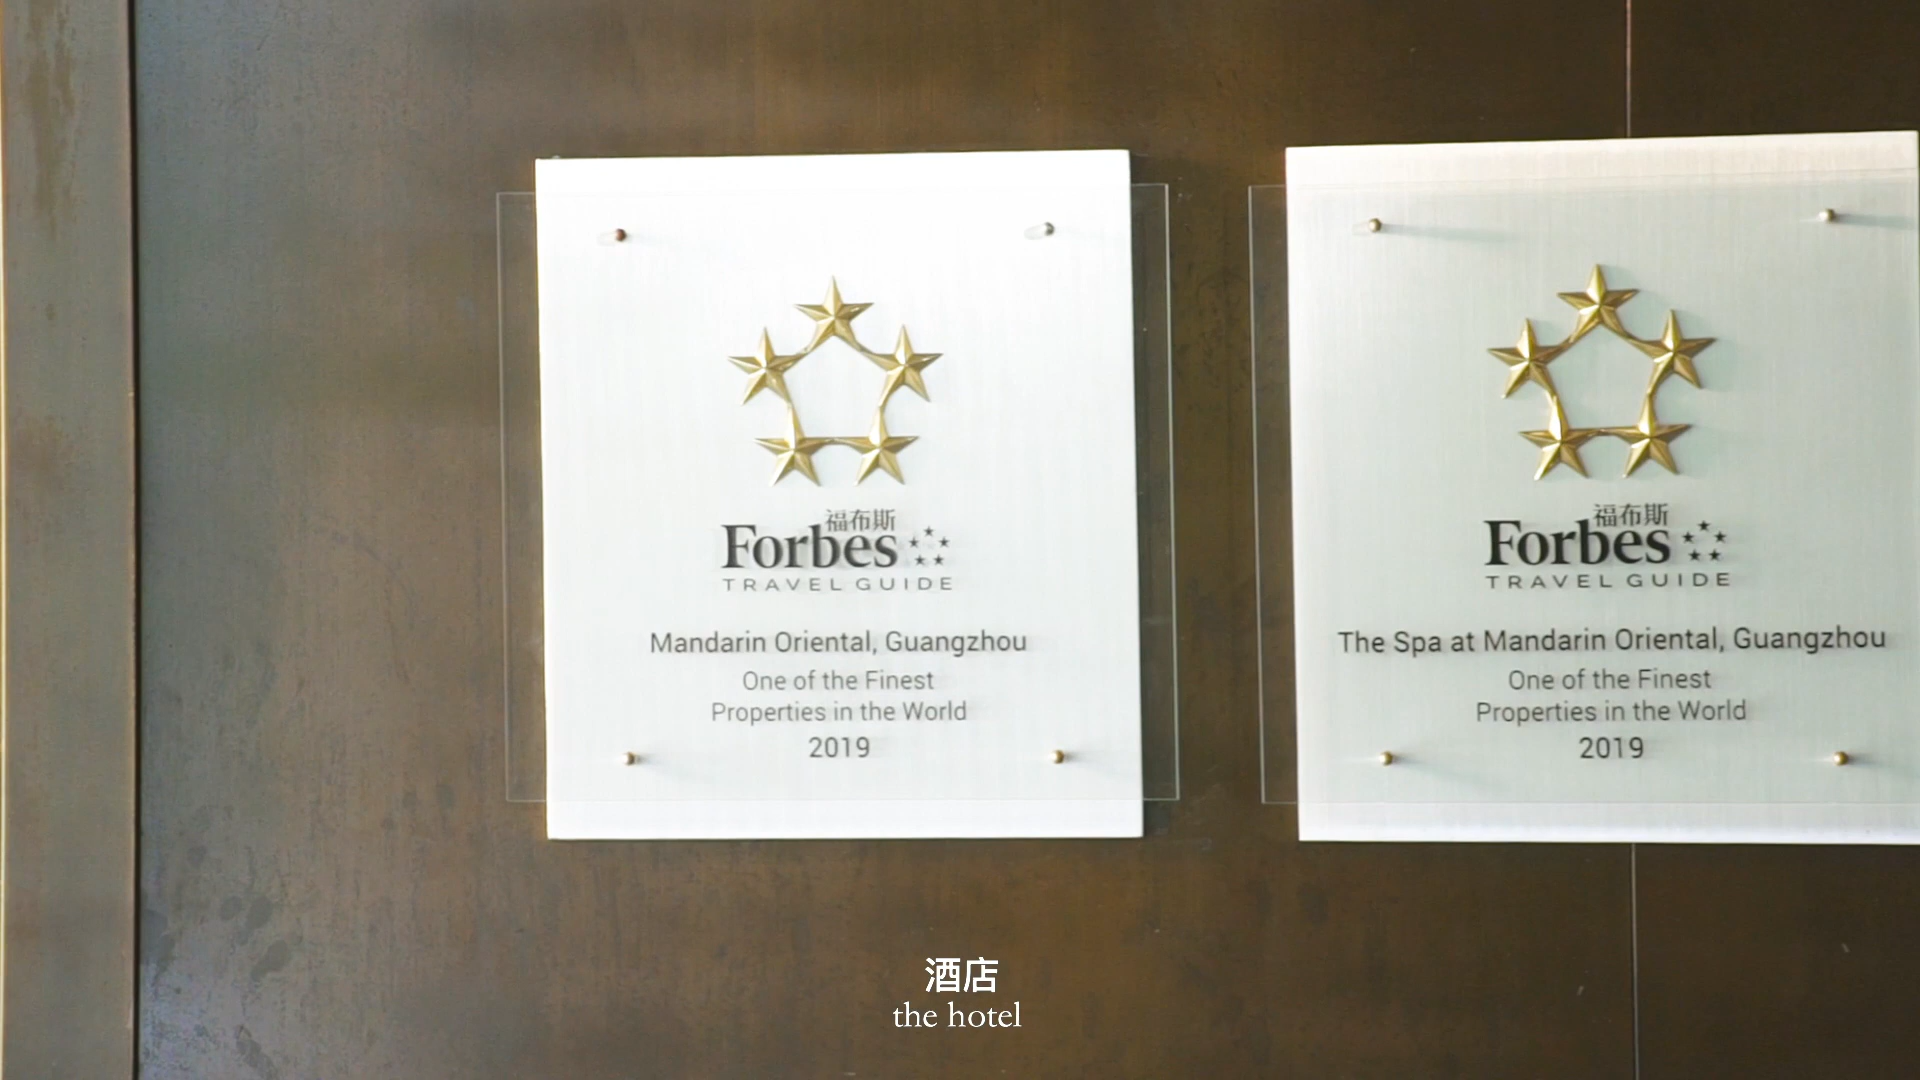 福布斯
Forbes
TRAVEL GUIDE
Mandarin Oriental, Guangzhou
One of the Finest
Properties in the World
2019
福布斯
Forbes
TRAVEL GUIDE
The Spa at Mandarin Oriental, Guangzhou
One of the Finest
Properties in the World
2019
酒店
the hotel